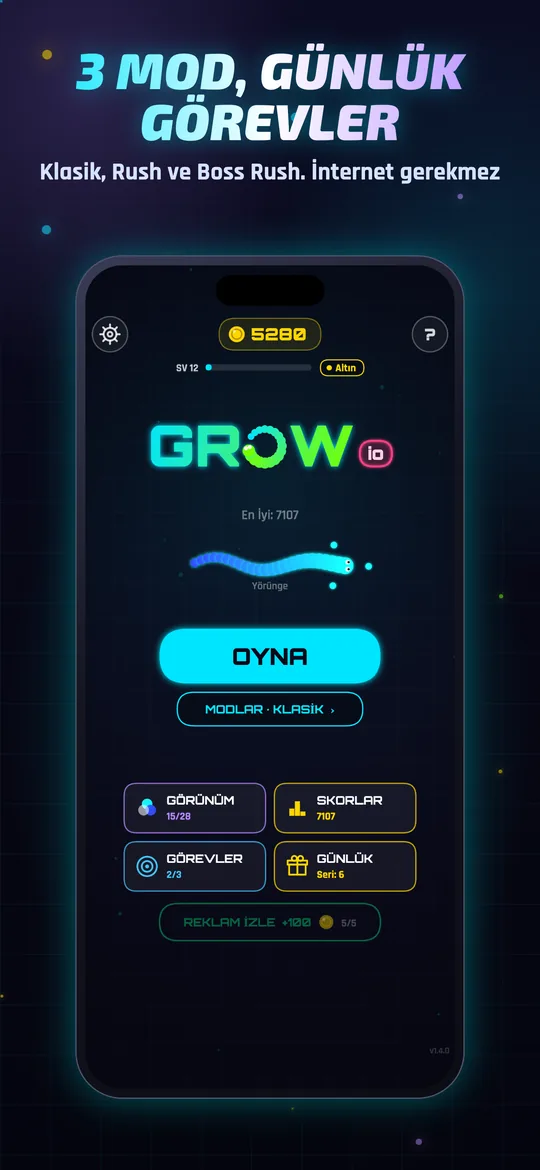 3 MOD, GÜNLÜK
GÖREVLER
Klasik, Rush ve Boss Rush. İnternet gerekmez
5280
?
SV 12
Altın
GROW io
En İyi: 7107
Yörünge
OYNA
MODLAR · KLASİK ›
GÖRÜNÜM
15/28
SKORLAR
7107
GÖREVLER
2/3
GÜNLÜK
Seri: 6
REKLAM İZLE +100 5/5
v1.4.0